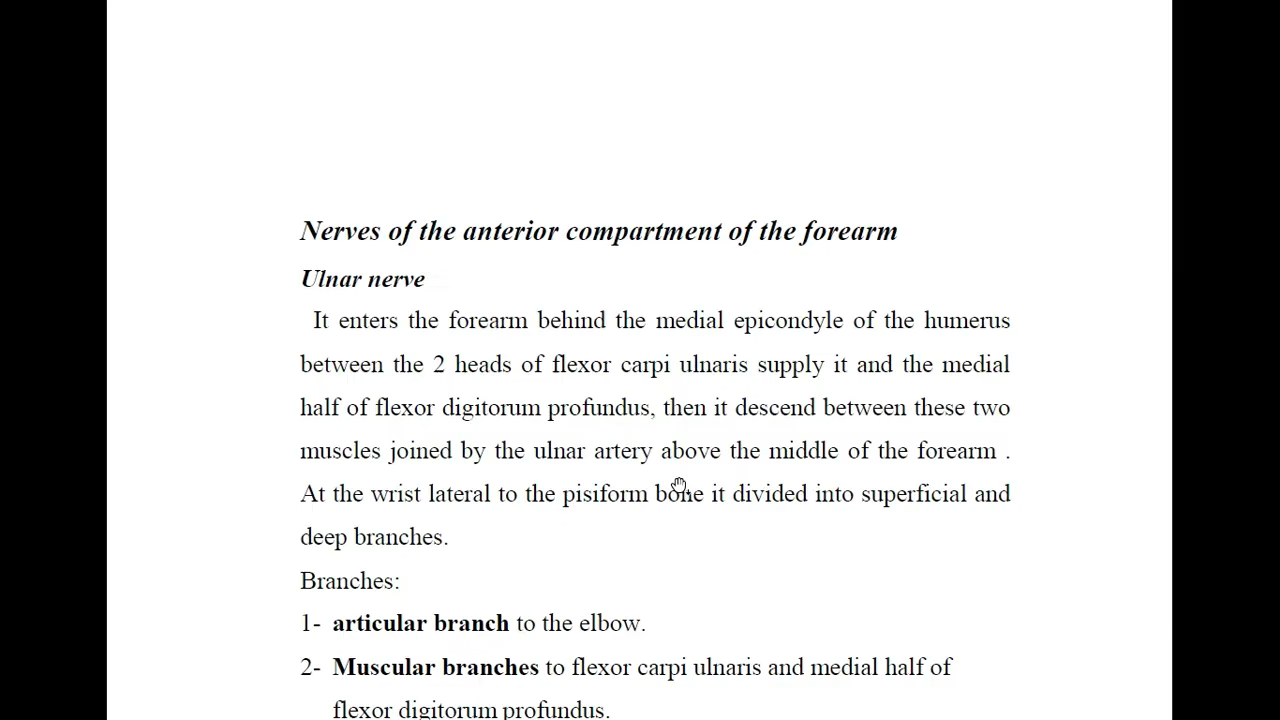 Nerves of the anterior compartment of the forearm
Ulnar nerve
It enters the forearm behind the medial epicondyle of the humerus
between the 2 heads of flexor carpi ulnaris supply it and the medial
half of flexor digitorum profundus, then it descend between these two
muscles joined by the ulnar artery above the middle of the forearm .
At the wrist lateral to the pisiform bone it divided into superficial and
deep branches.
Branches:
1- articular branch to the elbow.
2- Muscular branches to flexor carpi ulnaris and medial half of
flexor digitorum profundus.